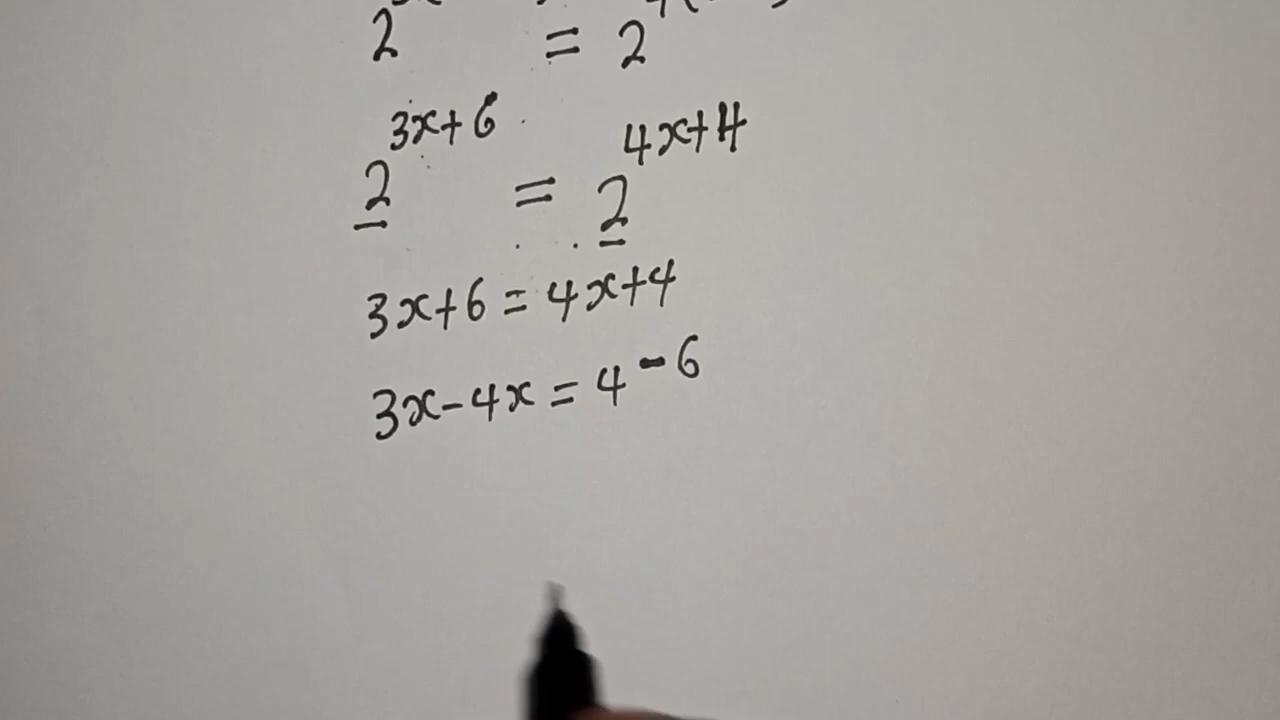 2 = 2
2^{3x+6} = 2^{4x+4}
3x+6=4x+4
3x-4x=4-6